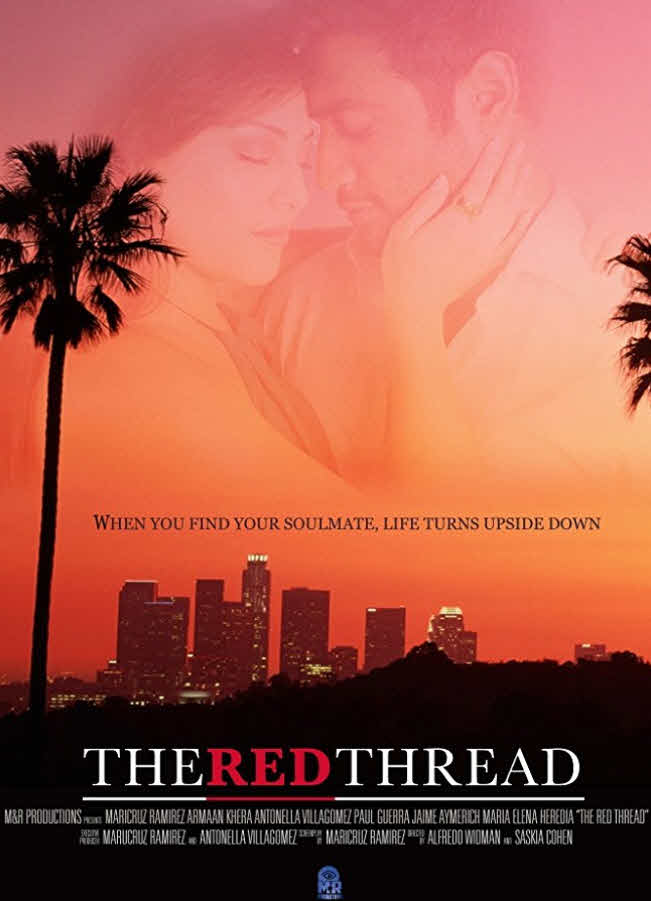 WHEN YOU FIND YOUR SOULMATE, LIFE TURNS UPSIDE DOWN
THE RED THREAD
M&R PRODUCTIONS PRESENTS MARICRUZ RAMIREZ ARMAAN KHERA ANTONELLA VILLAGOMEZ PAUL GUERRA JAIME AYMERICH MARIA ELENA HEREDIA "THE RED THREAD"
EXECUTIVE PRODUCER MARUCRUZ RAMIREZ AND ANTONELLA VILLAGOMEZ SCREENPLAY BY MARICRUZ RAMIREZ DIRECTED BY ALFREDO WIDMAN AND SASKIA COHEN
M&R